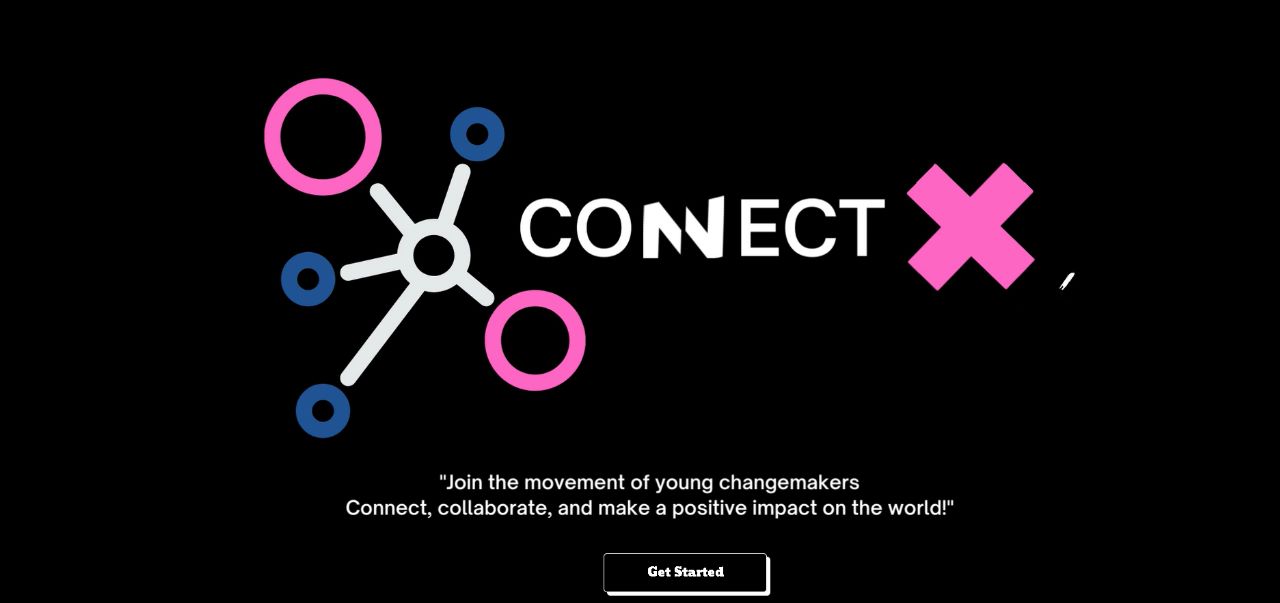 CONNECT X
"Join the movement of young changemakers
Connect, collaborate, and make a positive impact on the world!"
Get Started